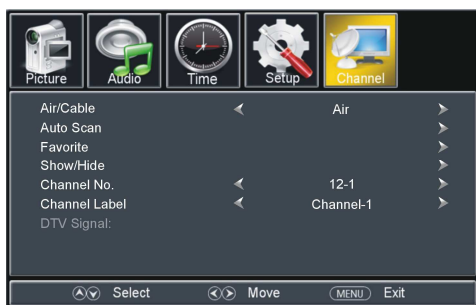 Picture Audio Time Setup Channel
Air/Cable Air
Auto Scan
Favorite
Show/Hide
Channel No. 12-1
Channel Label Channel-1
DTV Signal:
Select Move MENU Exit